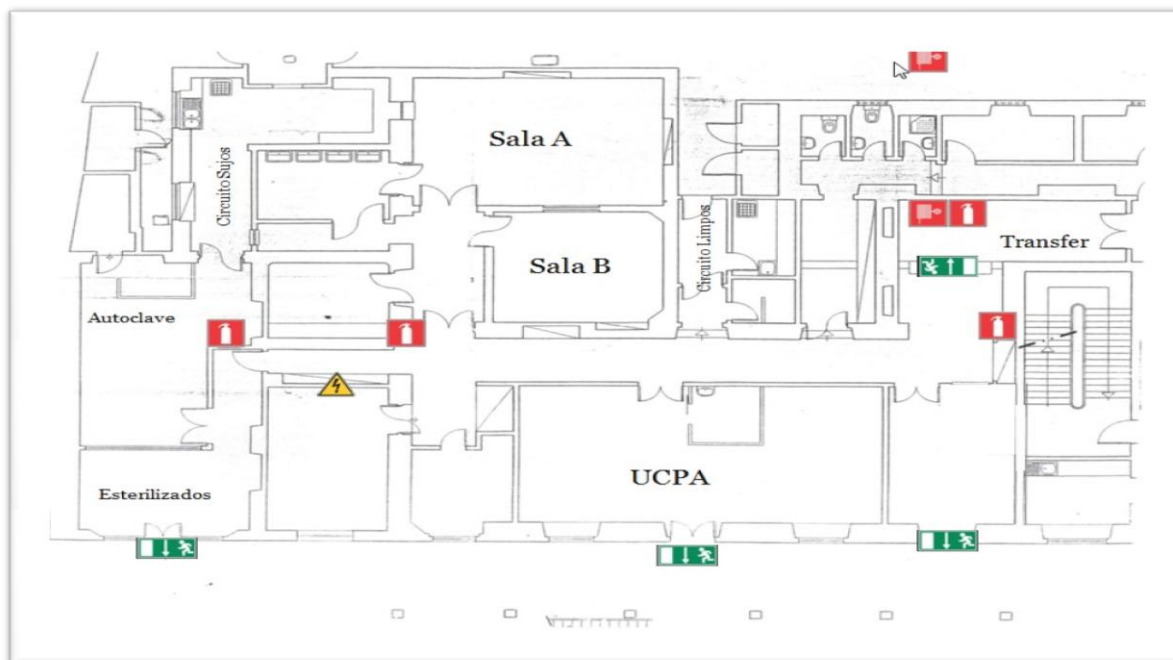 Sala A
Circuito Sujos
Circuito Limpos
Transfer
Sala B
Autoclave
UCPA
Esterilizados